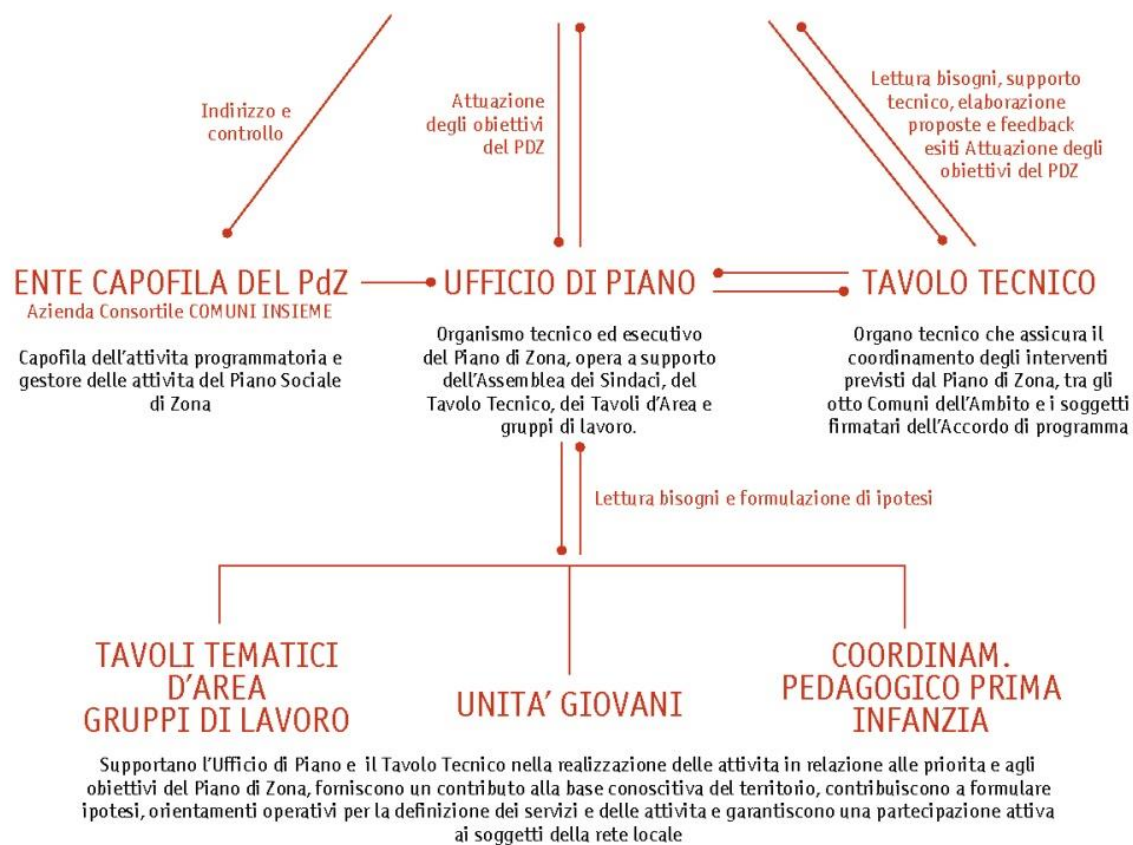 Indirizzo e
controllo
Attuazione
degli obiettivi
del PDZ
Lettura bisogni, supporto
tecnico, elaborazione
proposte e feedback
esiti Attuazione degli
obiettivi del PDZ
ENTE CAPOFILA DEL PdZ
Azienda Consortile COMUNI INSIEME
Capofila dell'attivita programmatoria e
gestore delle attivita del Piano Sociale
di Zona
UFFICIO DI PIANO
Organismo tecnico ed esecutivo
del Piano di Zona, opera a supporto
dell'Assemblea dei Sindaci, del
Tavolo Tecnico, dei Tavoli d'Area e
gruppi di lavoro.
TAVOLO TECNICO
Organo tecnico che assicura il
coordinamento degli interventi
previsti dal Piano di Zona, tra gli
otto Comuni dell'Ambito e i soggetti
firmatari dell'Accordo di programma
Lettura bisogni e formulazione di ipotesi
TAVOLI TEMATICI
D'AREA
GRUPPI DI LAVORO
UNITA' GIOVANI
COORDINAM.
PEDAGOGICO PRIMA
INFANZIA
Supportano l'Ufficio di Piano e il Tavolo Tecnico nella realizzazione delle attivita in relazione alle priorita e agli
obiettivi del Piano di Zona, forniscono un contributo alla base conoscitiva del territorio, contribuiscono a formulare
ipotesi, orientamenti operativi per la definizione dei servizi e delle attivita e garantiscono una partecipazione attiva
ai soggetti della rete locale